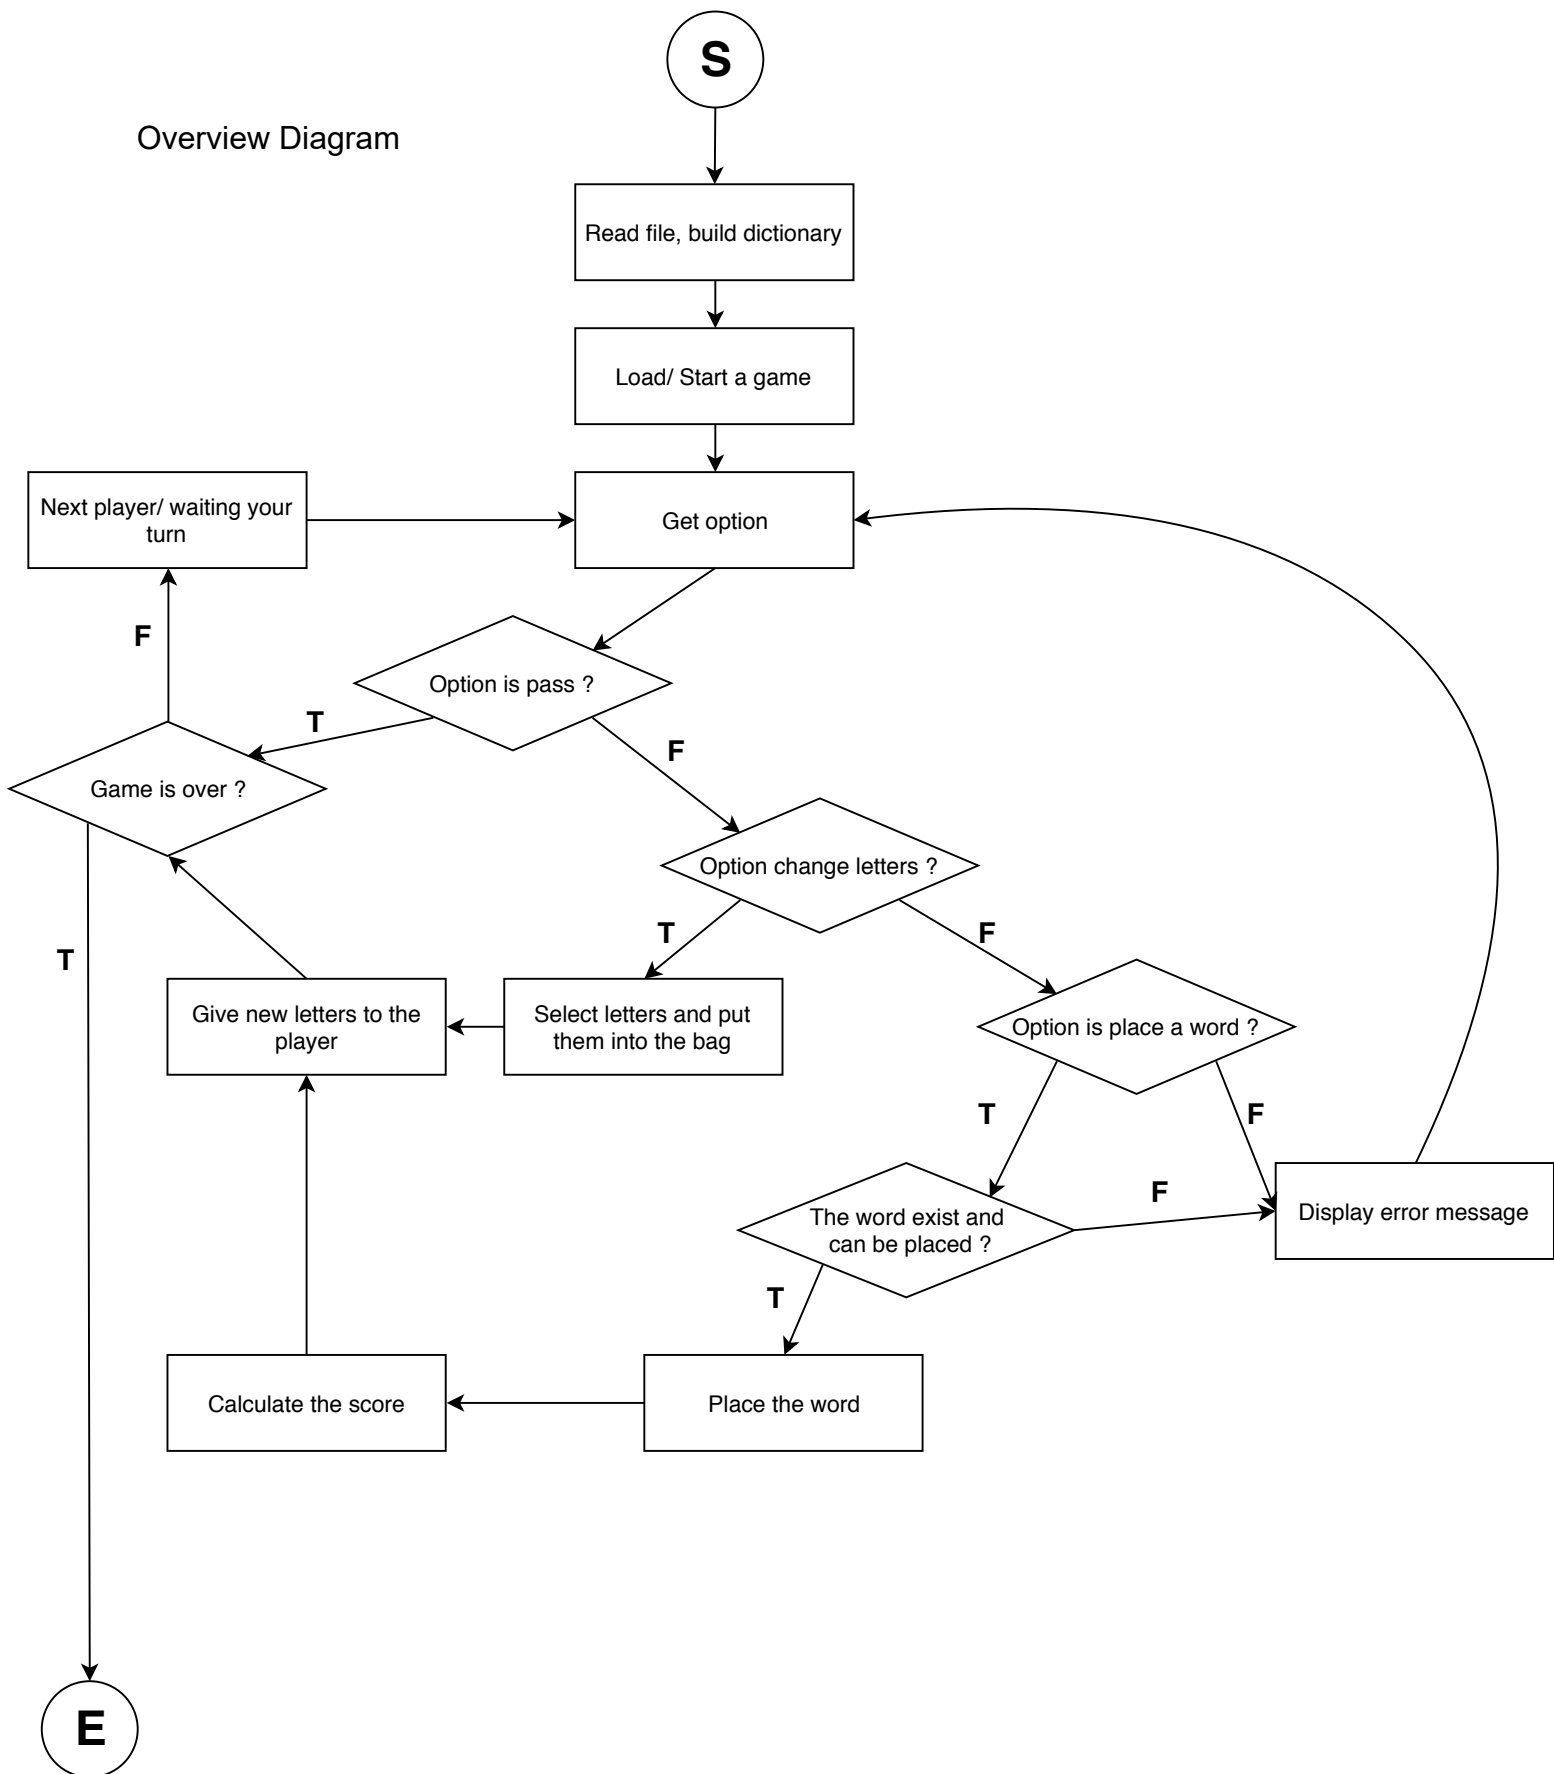 S
Overview Diagram
Read file, build dictionary
Load/ Start a game
Next player/ waiting your
turn
Get option
F
Option is pass ?
T
F
Game is over ?
Option change letters ?
T
F
T
Give new letters to the
player
Select letters and put
them into the bag
Option is place a word ?
T
F
The word exist and
can be placed ?
F
Display error message
T
Calculate the score
Place the word
E